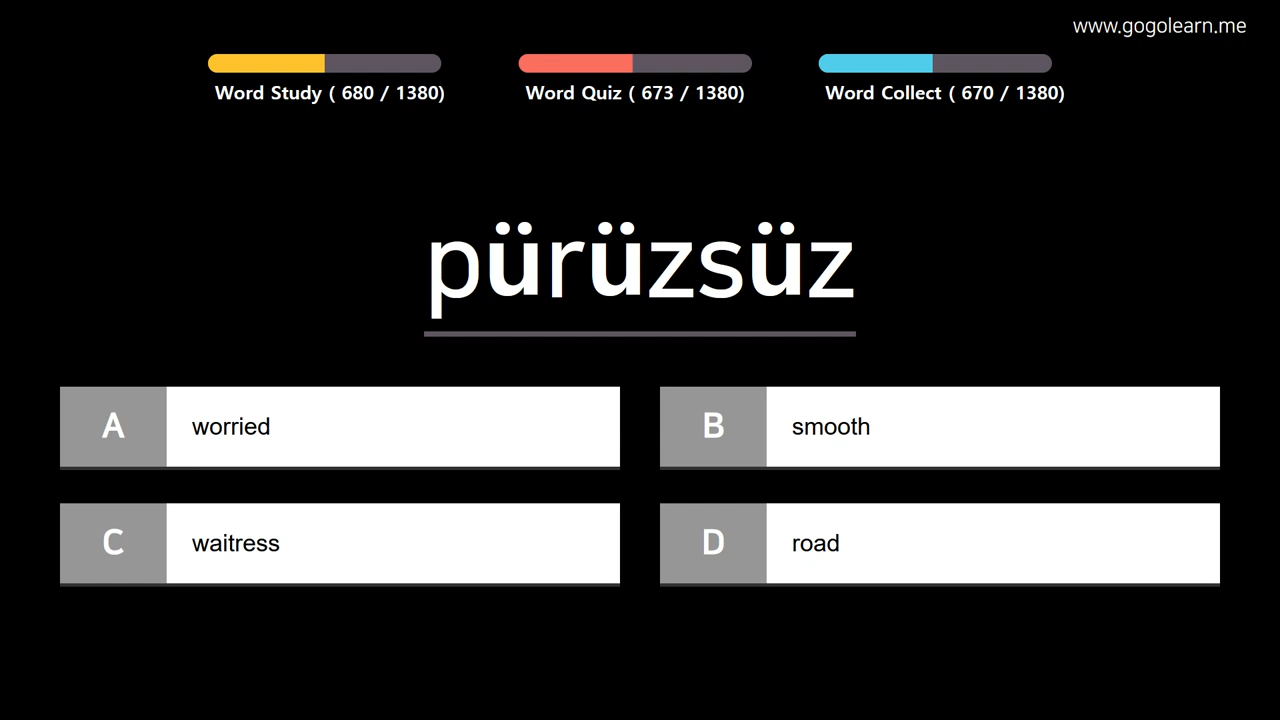 www.gogolearn.me
Word Study ( 680 / 1380)
Word Quiz ( 673 / 1380)
Word Collect ( 670 / 1380)
pürüzsüz
A worried
B smooth
C waitress
D road